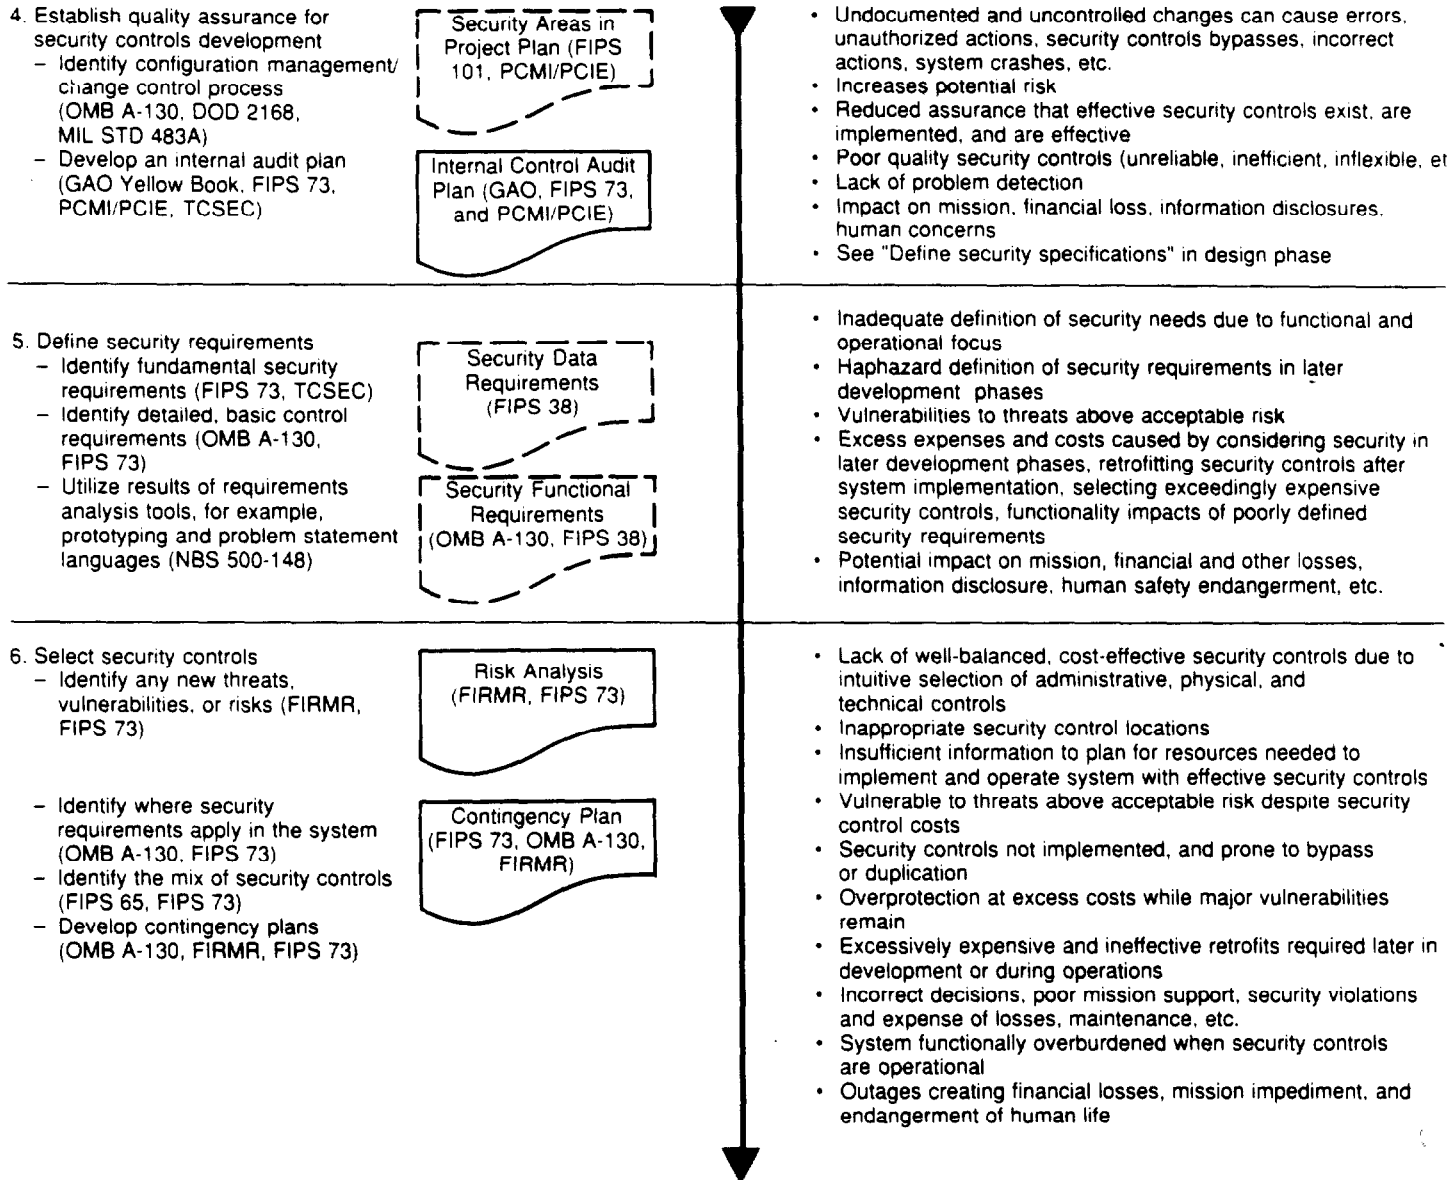 4. Establish quality assurance for
security controls development
– Identify configuration management/
change control process
(OMB A-130, DOD 2168,
MIL STD 483A)
– Develop an internal audit plan
(GAO Yellow Book, FIPS 73,
PCMI/PCIE, TCSEC)
Security Areas in
Project Plan (FIPS
101, PCMI/PCIE)
Internal Control Audit
Plan (GAO, FIPS 73,
and PCMI/PCIE)
• Undocumented and uncontrolled changes can cause errors,
unauthorized actions, security controls bypasses, incorrect
actions, system crashes, etc.
• Increases potential risk
• Reduced assurance that effective security controls exist, are
implemented, and are effective
• Poor quality security controls (unreliable, inefficient, inflexible, et
• Lack of problem detection
• Impact on mission, financial loss, information disclosures,
human concerns
• See "Define security specifications" in design phase
5. Define security requirements
– Identify fundamental security
requirements (FIPS 73, TCSEC)
– Identify detailed, basic control
requirements (OMB A-130,
FIPS 73)
– Utilize results of requirements
analysis tools, for example,
prototyping and problem statement
languages (NBS 500-148)
Security Data
Requirements
(FIPS 38)
Security Functional
Requirements
(OMB A-130, FIPS 38)
• Inadequate definition of security needs due to functional and
operational focus
• Haphazard definition of security requirements in later
development phases
• Vulnerabilities to threats above acceptable risk
• Excess expenses and costs caused by considering security in
later development phases, retrofitting security controls after
system implementation, selecting exceedingly expensive
security controls, functionality impacts of poorly defined
security requirements
• Potential impact on mission, financial and other losses,
information disclosure, human safety endangerment, etc.
6. Select security controls
– Identify any new threats,
vulnerabilities, or risks (FIRMR,
FIPS 73)
– Identify where security
requirements apply in the system
(OMB A-130, FIPS 73)
– Identify the mix of security controls
(FIPS 65, FIPS 73)
– Develop contingency plans
(OMB A-130, FIRMR, FIPS 73)
Risk Analysis
(FIRMR, FIPS 73)
Contingency Plan
(FIPS 73, OMB A-130,
FIRMR)
• Lack of well-balanced, cost-effective security controls due to
intuitive selection of administrative, physical, and
technical controls
• Inappropriate security control locations
• Insufficient information to plan for resources needed to
implement and operate system with effective security controls
• Vulnerable to threats above acceptable risk despite security
control costs
• Security controls not implemented, and prone to bypass
or duplication
• Overprotection at excess costs while major vulnerabilities
remain
• Excessively expensive and ineffective retrofits required later in
development or during operations
• Incorrect decisions, poor mission support, security violations
and expense of losses, maintenance, etc.
• System functionally overburdened when security controls
are operational
• Outages creating financial losses, mission impediment, and
endangerment of human life